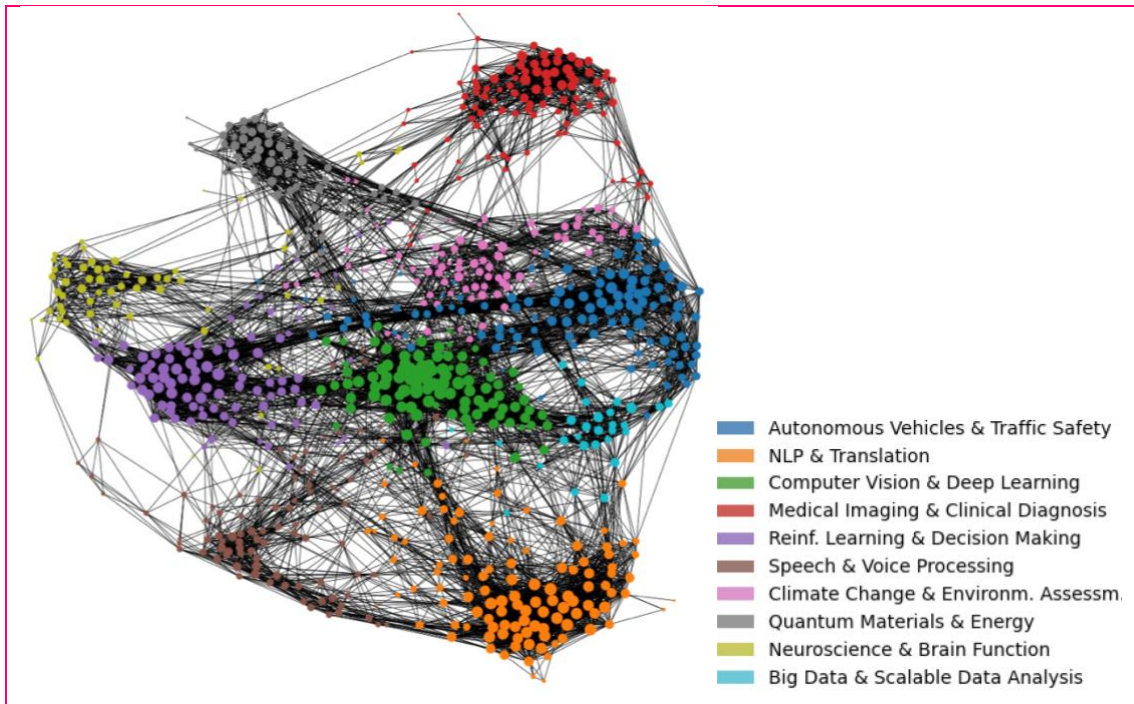 Autonomous Vehicles & Traffic Safety
NLP & Translation
Computer Vision & Deep Learning
Medical Imaging & Clinical Diagnosis
Reinf. Learning & Decision Making
Speech & Voice Processing
Climate Change & Environm. Assessm.
Quantum Materials & Energy
Neuroscience & Brain Function
Big Data & Scalable Data Analysis